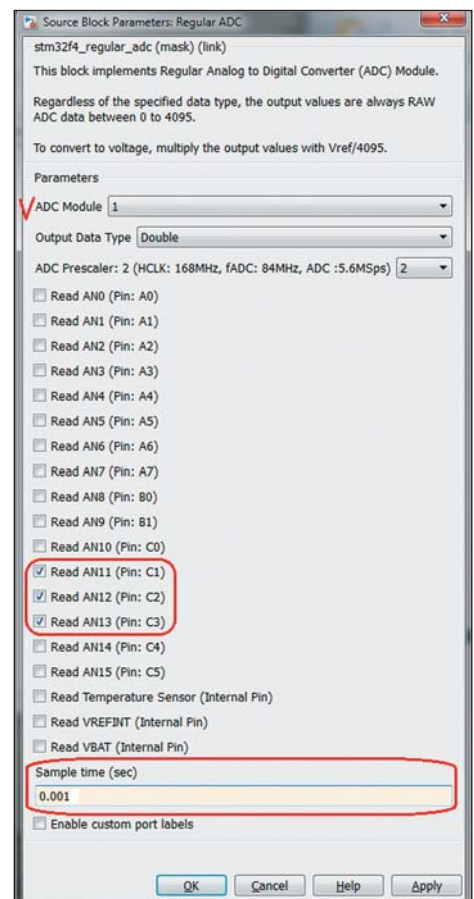 Source Block Parameters: Regular ADC
stm32f4_regular_adc (mask) (link)
This block implements Regular Analog to Digital Converter (ADC) Module.
Regardless of the specified data type, the output values are always RAW
ADC data between 0 to 4095.
To convert to voltage, multiply the output values with Vref/4095.
Parameters
ADC Module 1
Output Data Type Double
ADC Prescaler: 2 (HCLK: 168MHz, fADC: 84MHz, ADC :5.6MSps) 2
Read AN0 (Pin: A0)
Read AN1 (Pin: A1)
Read AN2 (Pin: A2)
Read AN3 (Pin: A3)
Read AN4 (Pin: A4)
Read AN5 (Pin: A5)
Read AN6 (Pin: A6)
Read AN7 (Pin: A7)
Read AN8 (Pin: B0)
Read AN9 (Pin: B1)
Read AN10 (Pin: C0)
Read AN11 (Pin: C1)
Read AN12 (Pin: C2)
Read AN13 (Pin: C3)
Read AN14 (Pin: C4)
Read AN15 (Pin: C5)
Read Temperature Sensor (Internal Pin)
Read VREFINT (Internal Pin)
Read VBAT (Internal Pin)
Sample time (sec)
0.001
Enable custom port labels
OK Cancel Help Apply